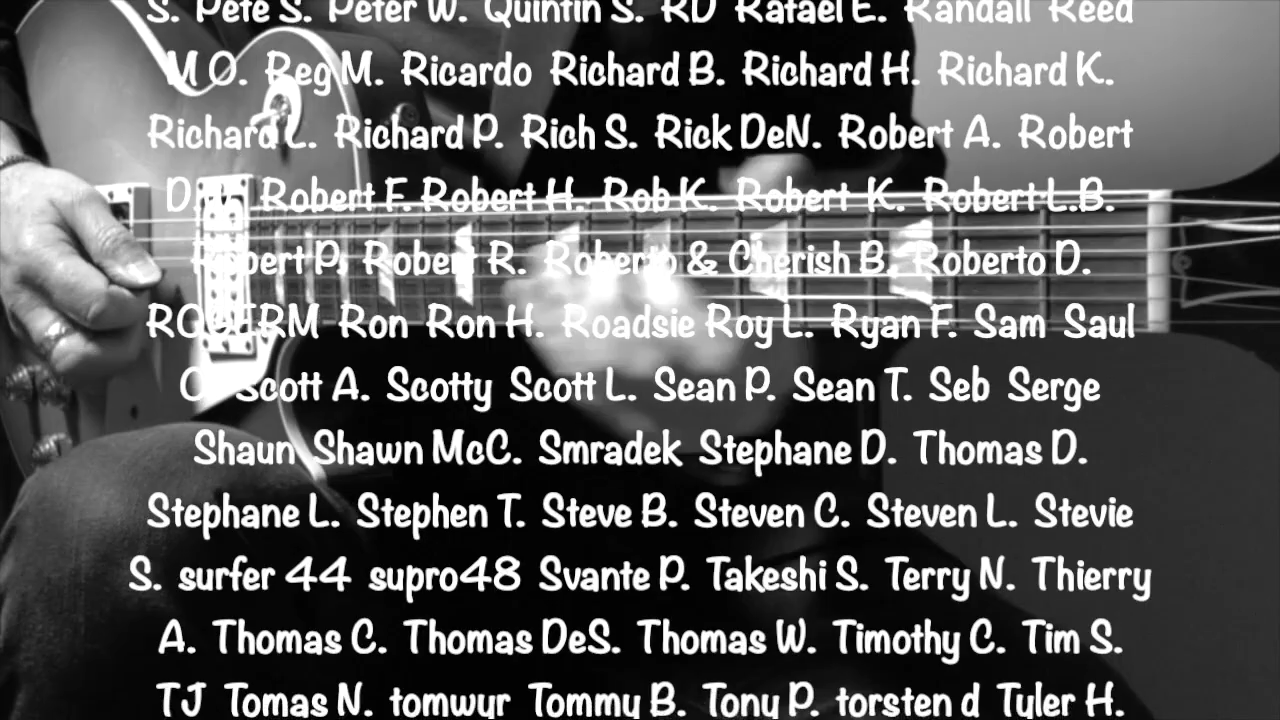 S. Pete S. Peter W. Quintin S. RD Rafael E. Randall Reed
M O. Reg M. Ricardo Richard B. Richard H. Richard K.
Richard L. Richard P. Rich S. Rick DeN. Robert A. Robert
Robert F. Robert H. Rob K. Robert K. Robert L.B.
Robert P. Robert R. Roberto & Cherish B. Roberto D.
ROGERM Ron Ron H. Roadsie Roy L. Ryan F. Sam Saul
Scott A. Scotty Scott L. Sean P. Sean T. Seb Serge
Shaun Shawn McC. Smradek Stephane D. Thomas D.
Stephane L. Stephen T. Steve B. Steven C. Steven L. Stevie
S. surfer 44 supro48 Svante P. Takeshi S. Terry N. Thierry
A. Thomas C. Thomas DeS. Thomas W. Timothy C. Tim S.
TJ Tomas N. tomwyr Tommy B. Tony P. torsten d Tyler H.